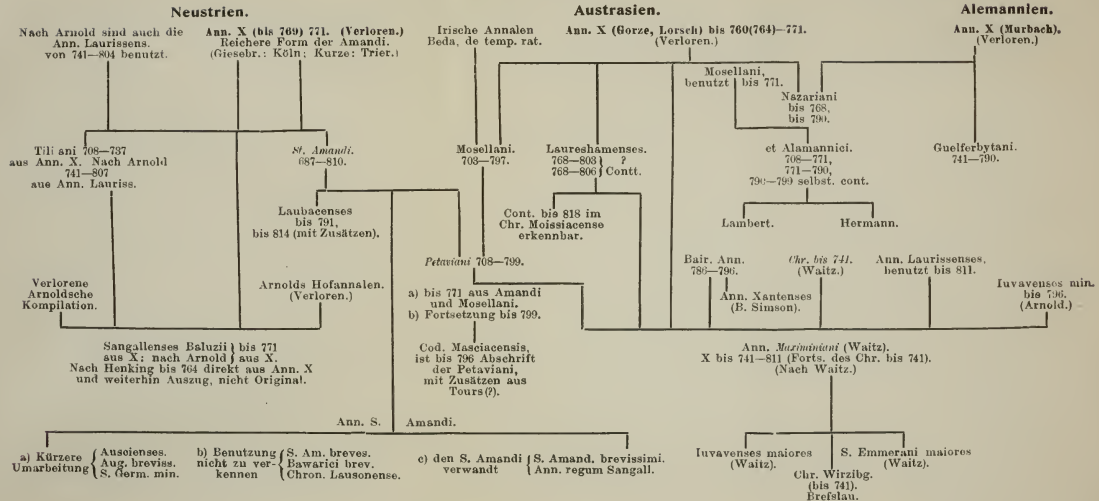 Neustrien.
Austrasien.
Alemannien.
Nach Arnold sind auch die
Ann. Laurissens.
von 741—804 benutzt.
Ann. X (bis 769) 771. (Verloren.)
Reichere Form der Amandi.
(Giesebr.: Köln; Kurze: Trier.)
Irische Annalen
Beda, de temp. rat.
Ann. X (Gorze, Lorsch) bis 760(764)—771.
(Verloren.)
Ann. X (Murbach).
(Verloren.)
Mosellani,
benutzt bis 771.
Nazariani
bis 768,
bis 790.
Tiliani 708—737
aus Ann. X. Nach Arnold
741—807
aue Ann. Lauriss.
St. Amandi.
687—810.
Mosellani.
703—797.
Laureshamenses.
768—803 } ?
768—806 } Contt.
et Alamannici.
708—771,
771—790,
790—799 selbst. cont.
Guelferbytani.
741—790.
Laubacenses
bis 791,
bis 814 (mit Zusätzen).
Cont. bis 818 im
Chr. Moissiacense
erkennbar.
Lambert.
Hermann.
Petaviani 708—799.
Verlorene
Arnoldsche
Kompilation.
Arnolds Hofannalen.
(Verloren.)
a) bis 771 aus Amandi
und Mosellani.
b) Fortsetzung bis 799.
Bair. Ann.
786—796.
Ann. Xantenses
(B. Simson).
Chr. bis 741.
(Waitz.)
Ann. Laurissenses,
benutzt bis 811.
Iuvavenses min.
bis 796.
(Arnold.)
Sangallenses Baluzii } bis 771
aus X; nach Arnold } aus X.
Nach Henking bis 764 direkt aus Ann. X
und weiterhin Auszug, nicht Original.
Cod. Masciacensis,
ist bis 796 Abschrift
der Petaviani,
mit Zusätzen aus
Tours(?).
Ann. Maximiniani (Waitz).
X bis 741—811 (Forts. des Chr. bis 741).
(Nach Waitz.)
Ann. S. Amandi.
a) Kürzere
Umarbeitung
{ Auscienses.
Aug. breviss.
S. Germ. min.
b) Benutzung
nicht zu ver-
kennen
{ S. Am. breves.
Bawarici brev.
Chron. Lausonense.
c) den S. Amandi
verwandt
{ S. Amand. brevissimi.
Ann. regum Sangall.
Iuvavenses maiores
(Waitz).
S. Emmerani maiores
(Waitz).
Chr. Wirzibg.
(bis 741).
Brefslau.